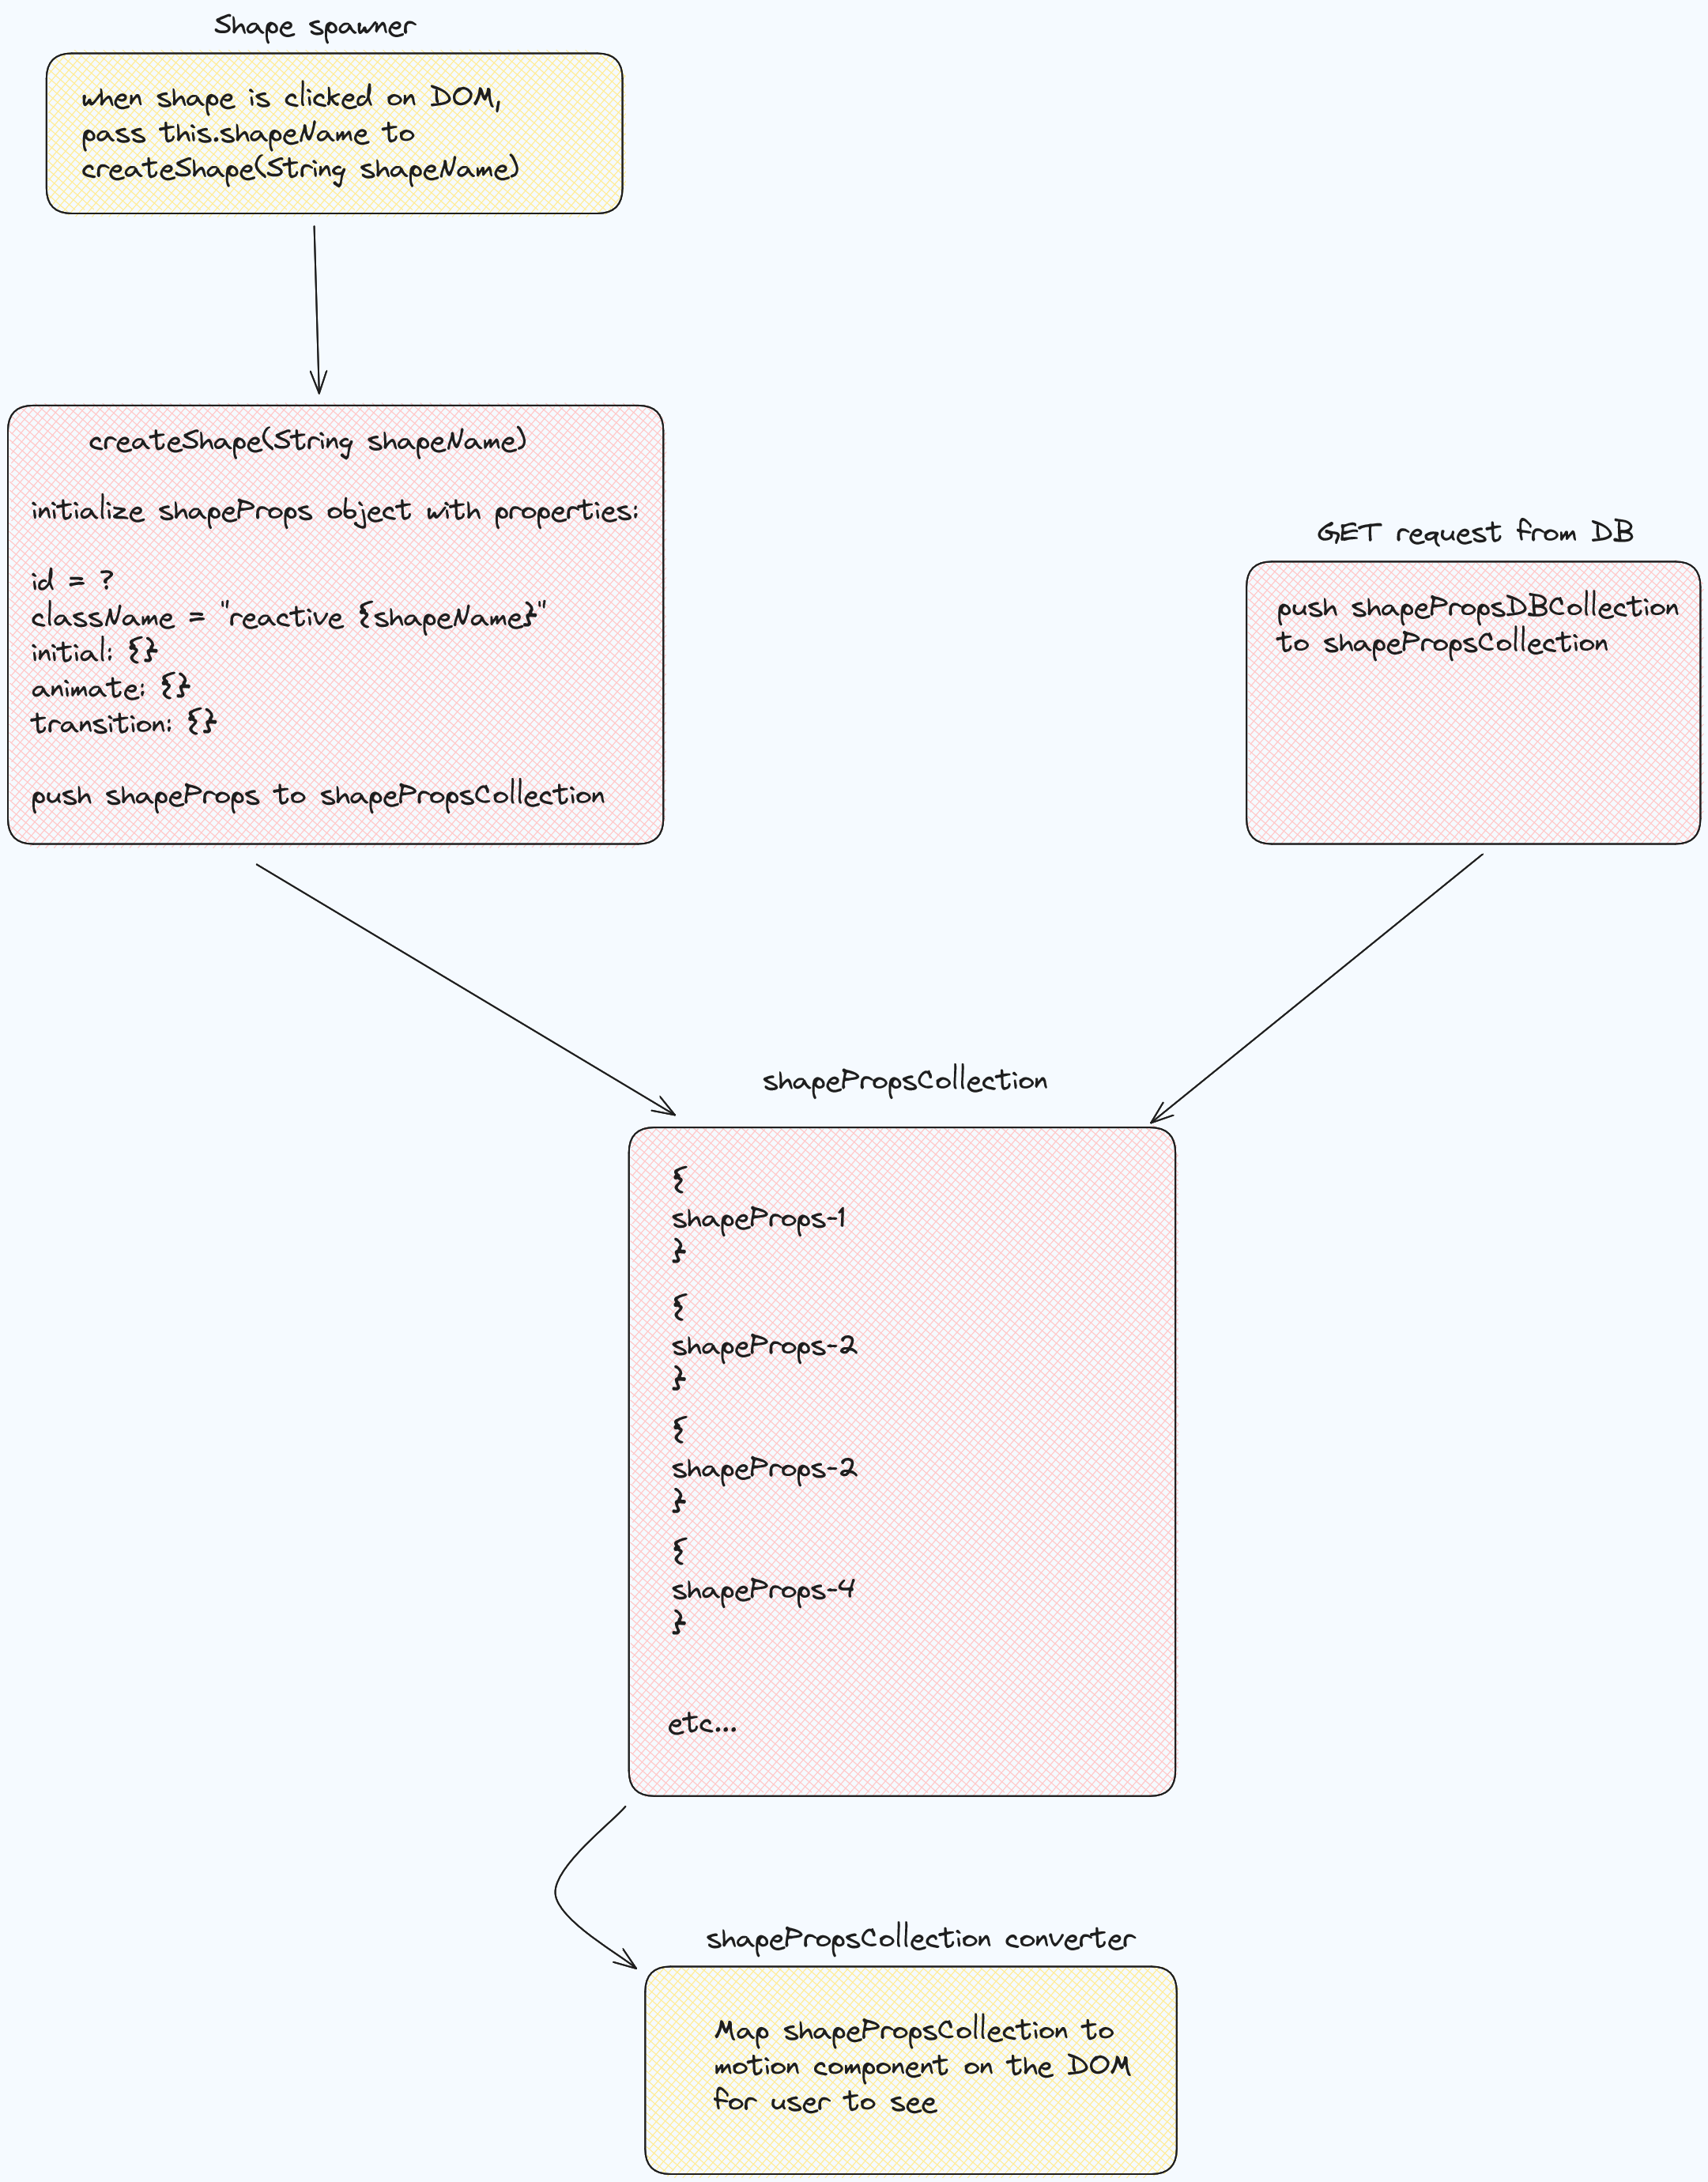 Shape spawner
when shape is clicked on DOM,
pass this.shapeName to
createShape(String shapeName)
createShape(String shapeName)
initialize shapeProps object with properties:
id = ?
className = "reactive {shapeName}"
initial: {}
animate: {}
transition: {}
push shapeProps to shapePropsCollection
GET request from DB
push shapePropsDBCollection
to shapePropsCollection
shapePropsCollection
{
shapeProps-1
}
{
shapeProps-2
}
{
shapeProps-2
}
{
shapeProps-4
}
etc...
shapePropsCollection converter
Map shapePropsCollection to
motion component on the DOM
for user to see